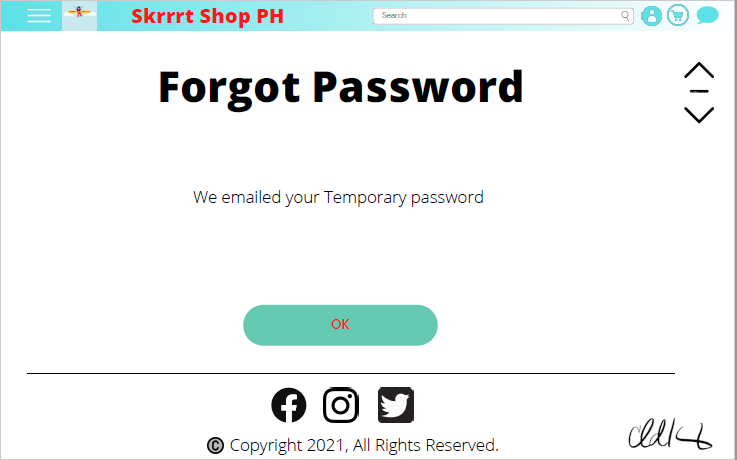 Skrrrt Shop PH
Search
Forgot Password
We emailed your Temporary password
OK
© Copyright 2021, All Rights Reserved.